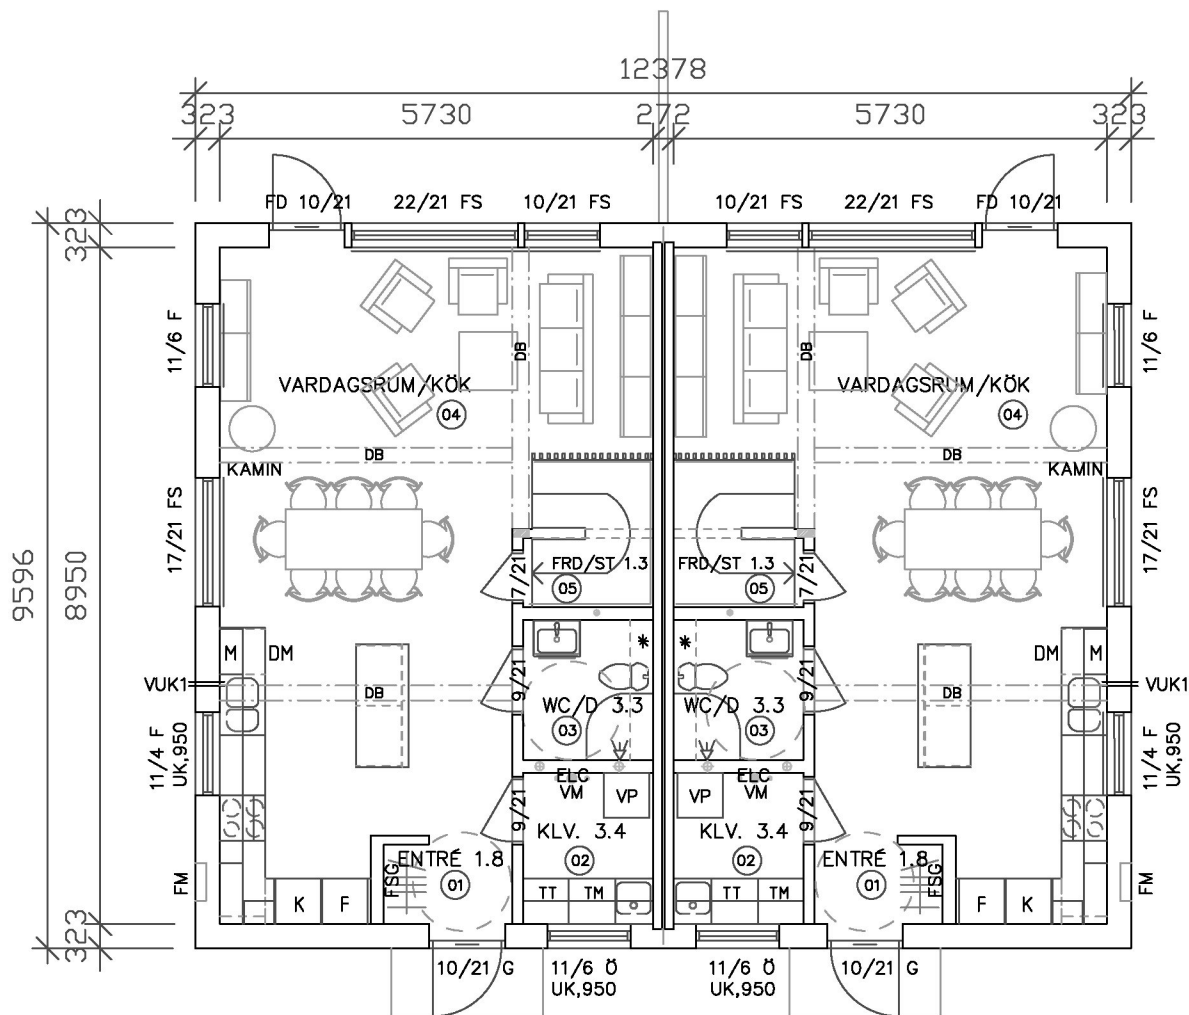 12378
323 5730 272 5730 323
FD 10/21 22/21 FS 10/21 FS 10/21 FS 22/21 FS FD 10/21
323
11/6 F
DB
DB
11/6 F
VARDAGSRUM/KÖK
VARDAGSRUM/KÖK
04
04
DB
DB
KAMIN
KAMIN
17/21 FS
17/21 FS
9596
8950
FRD/ST 1.3
FRD/ST 1.3
17/21
17/21
05
05
M DM
DM M
*
*
9/21
9/21
VUK1
VUK1
DB
DB
WC/D 3.3
WC/D 3.3
03
03
11/4 F
UK,950
11/4 F
UK,950
ELC
VM
ELC
VM
VP
VP
9/21
9/21
KLV. 3.4
KLV. 3.4
02
02
ENTRÉ 1.8
ENTRÉ 1.8
01
01
FSG
FSG
FM
FM
K F
TT TM
TT TM
F K
323
10/21 G
11/6 Ö
UK,950
11/6 Ö
UK,950
10/21 G